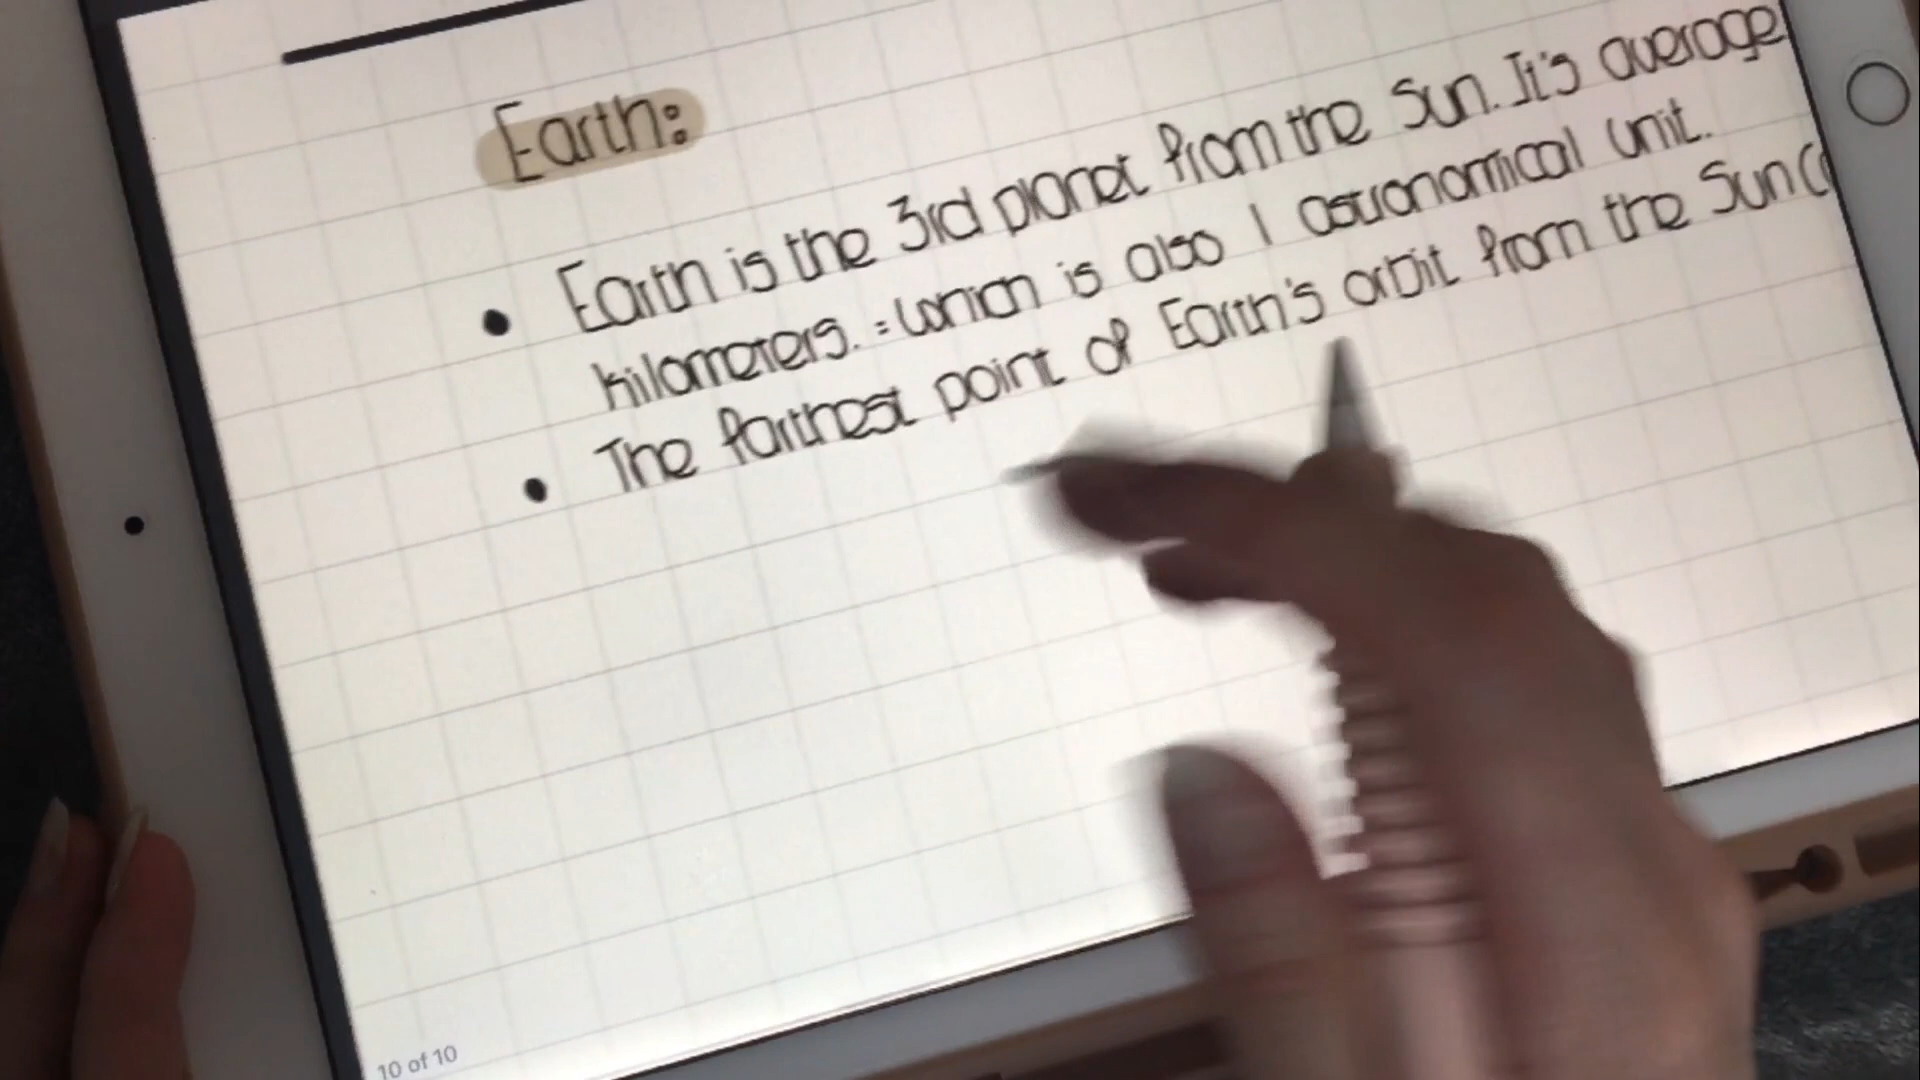 Earth:
• Earth is the 3rd planet from the Sun. It's average
kilometers. = which is also 1 astronomical unit.
• The farthest point of Earth's orbit from the Sun (
10 of 10